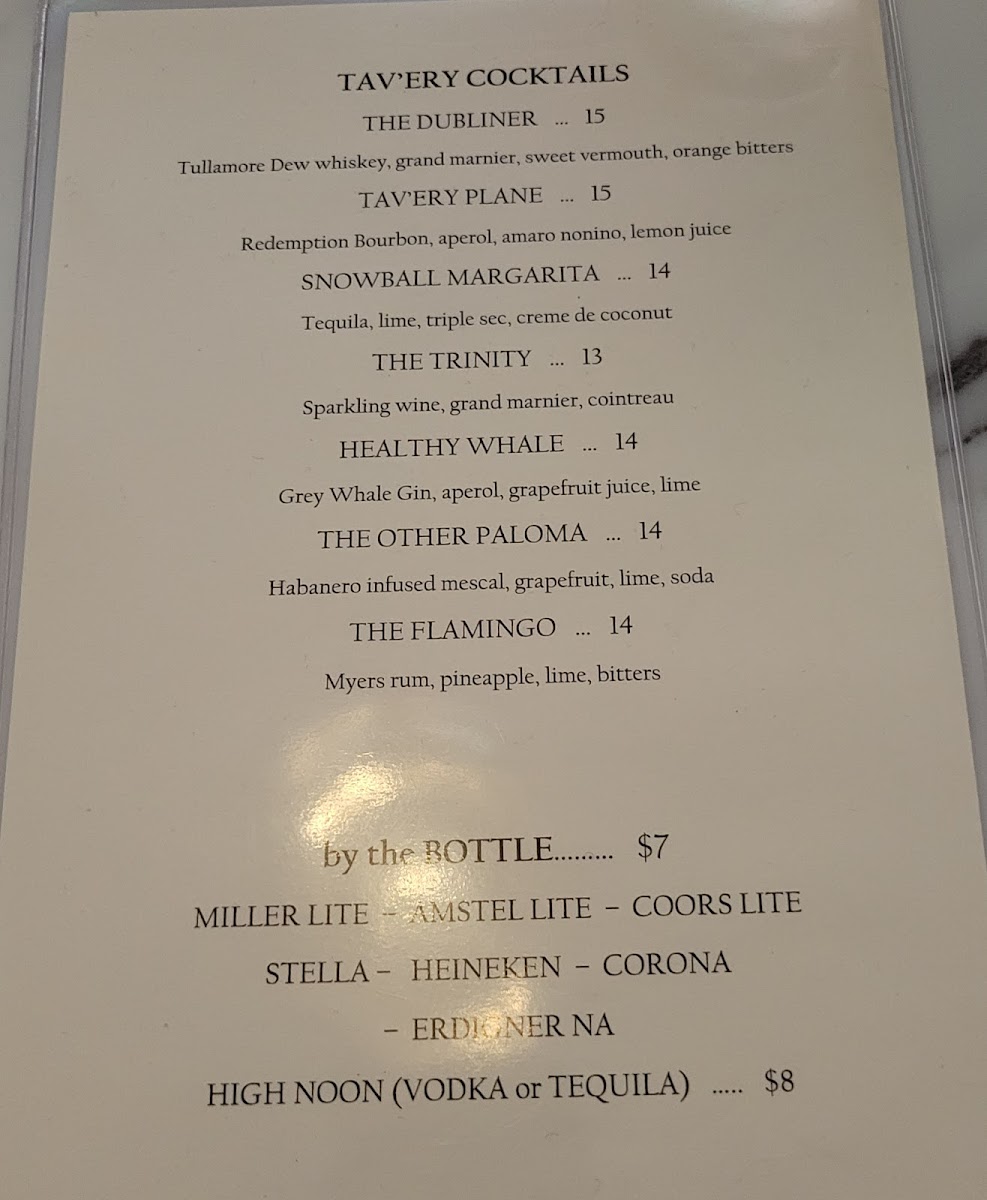 TAV'ERY COCKTAILS
THE DUBLINER ... 15
Tullamore Dew whiskey, grand marnier, sweet vermouth, orange bitters
TAV'ERY PLANE ... 15
Redemption Bourbon, aperol, amaro nonino, lemon juice
SNOWBALL MARGARITA ... 14
Tequila, lime, triple sec, creme de coconut
THE TRINITY ... 13
Sparkling wine, grand marnier, cointreau
HEALTHY WHALE ... 14
Grey Whale Gin, aperol, grapefruit juice, lime
THE OTHER PALOMA ... 14
Habanero infused mescal, grapefruit, lime, soda
THE FLAMINGO ... 14
Myers rum, pineapple, lime, bitters
by the BOTTLE......... $7
MILLER LITE – AMSTEL LITE – COORS LITE
STELLA – HEINEKEN – CORONA
– ERDIGNER NA
HIGH NOON (VODKA or TEQUILA) ..... $8